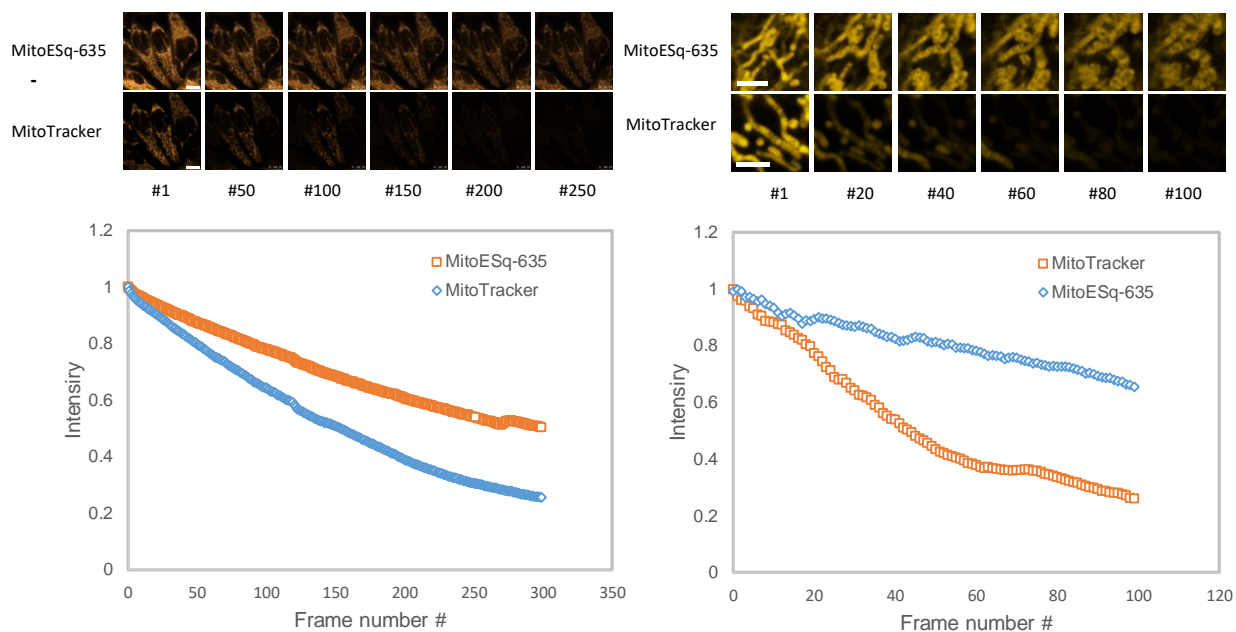 MitoESq-635
-
MitoTracker
#1 #50 #100 #150 #200 #250
1.2
1
0.8
0.6
0.4
0.2
0
Intensiry
MitoESq-635
MitoTracker
0 50 100 150 200 250 300 350
Frame number #
MitoESq-635
MitoTracker
#1 #20 #40 #60 #80 #100
1.2
1
0.8
0.6
0.4
0.2
0
Intensiry
MitoTracker
MitoESq-635
0 20 40 60 80 100 120
Frame number #